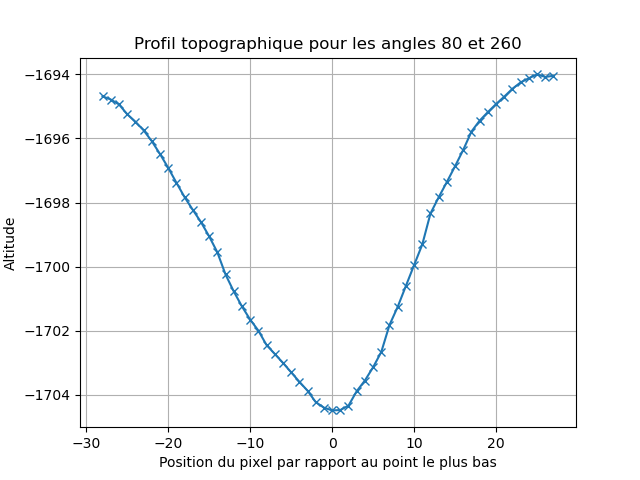 Profil topographique pour les angles 80 et 260
−1694
−1696
−1698
−1700
−1702
−1704
Altitude
−30 −20 −10 0 10 20
Position du pixel par rapport au point le plus bas